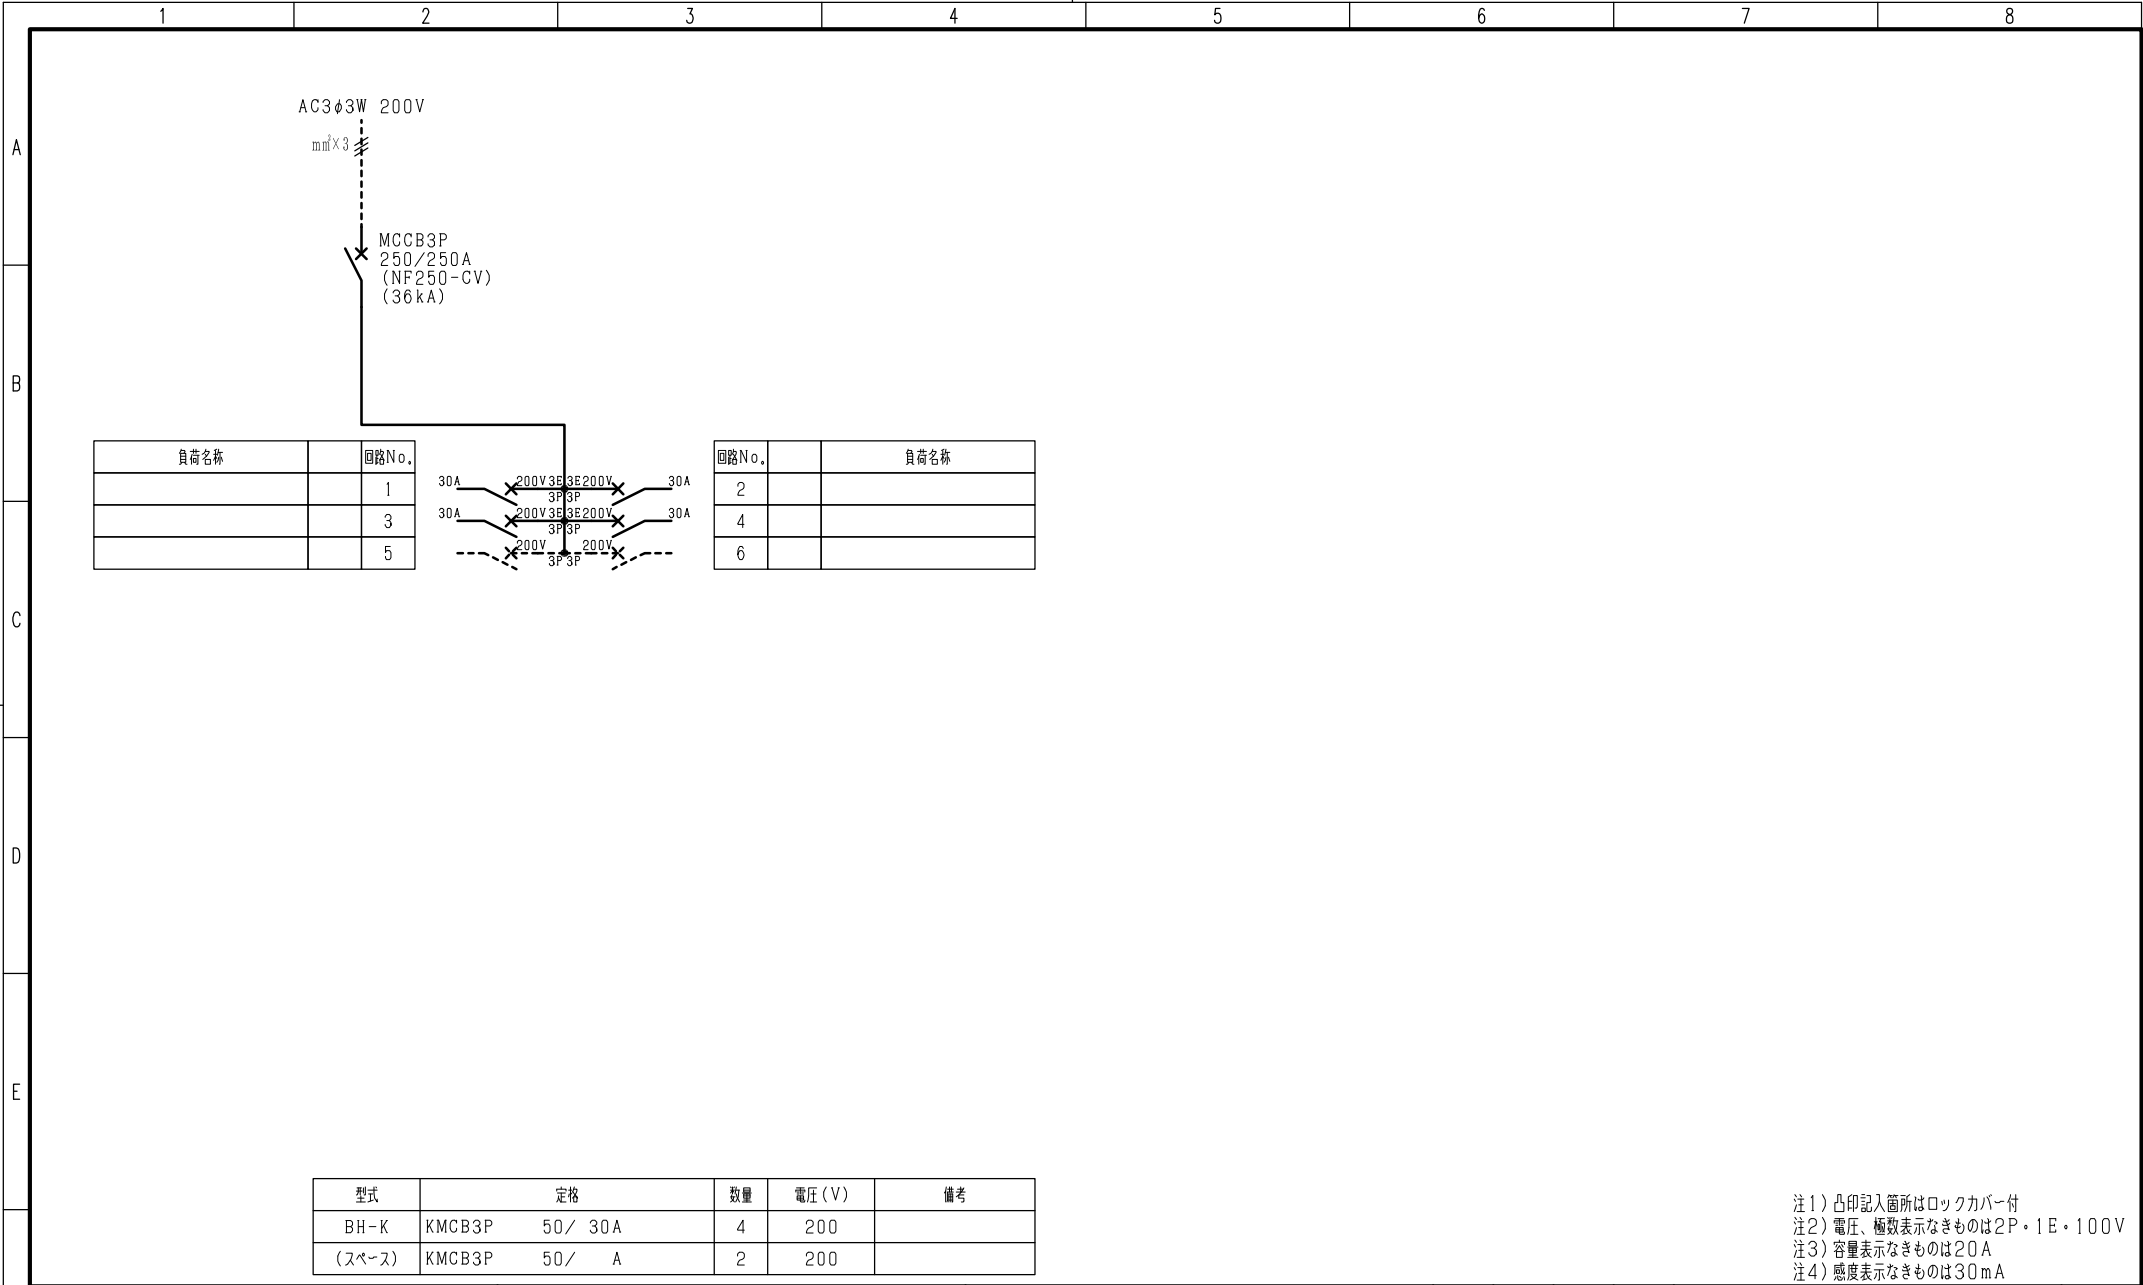 1 2 3 4 5 6 7 8
AC3φ3W 200V
A
mm²×3
MCCB3P
250/250A
(NF250-CV)
(36kA)
B
負荷名称 回路No. 回路No. 負荷名称
1 30A 200V 3E 3E 200V 30A 2
3P 3P
3 30A 200V 3E 3E 200V 30A 4
3P 3P
5 200V 200V 6
3P 3P
C
D
E
型式 定格 数量 電圧(V) 備考
BH-K KMCB3P 50/ 30A 4 200
(スペース) KMCB3P 50/ A 2 200
注1)凸印記入箇所はロックカバー付
注2)電圧、極数表示なきものは2P・1E・100V
注3)容量表示なきものは20A
注4)感度表示なきものは30mA